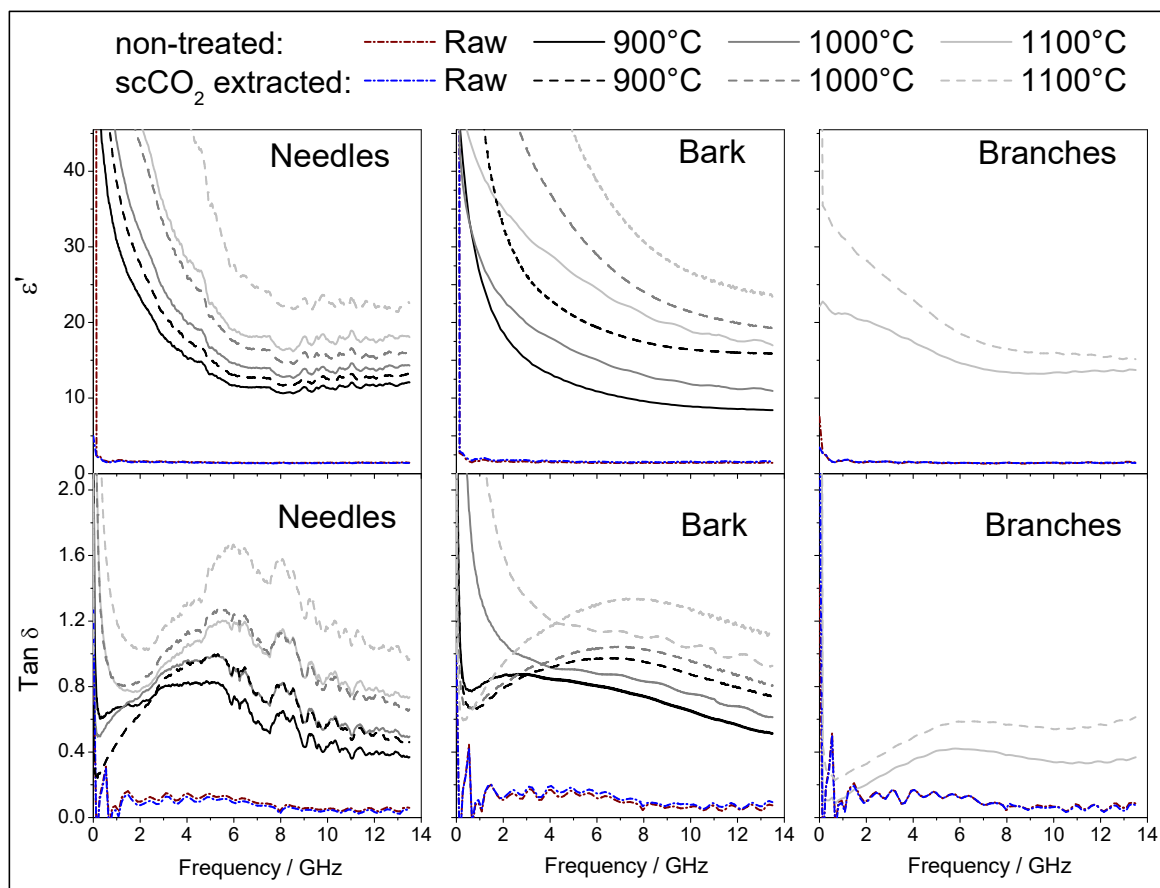 non-treated: Raw 900°C 1000°C 1100°C
scCO₂ extracted: Raw 900°C 1000°C 1100°C
Needles Bark Branches
ε'
40
30
20
10
0
Needles Bark Branches
Tan δ
2.0
1.6
1.2
0.8
0.4
0.0
0 2 4 6 8 10 12 14 0 2 4 6 8 10 12 14 0 2 4 6 8 10 12 14
Frequency / GHz Frequency / GHz Frequency / GHz